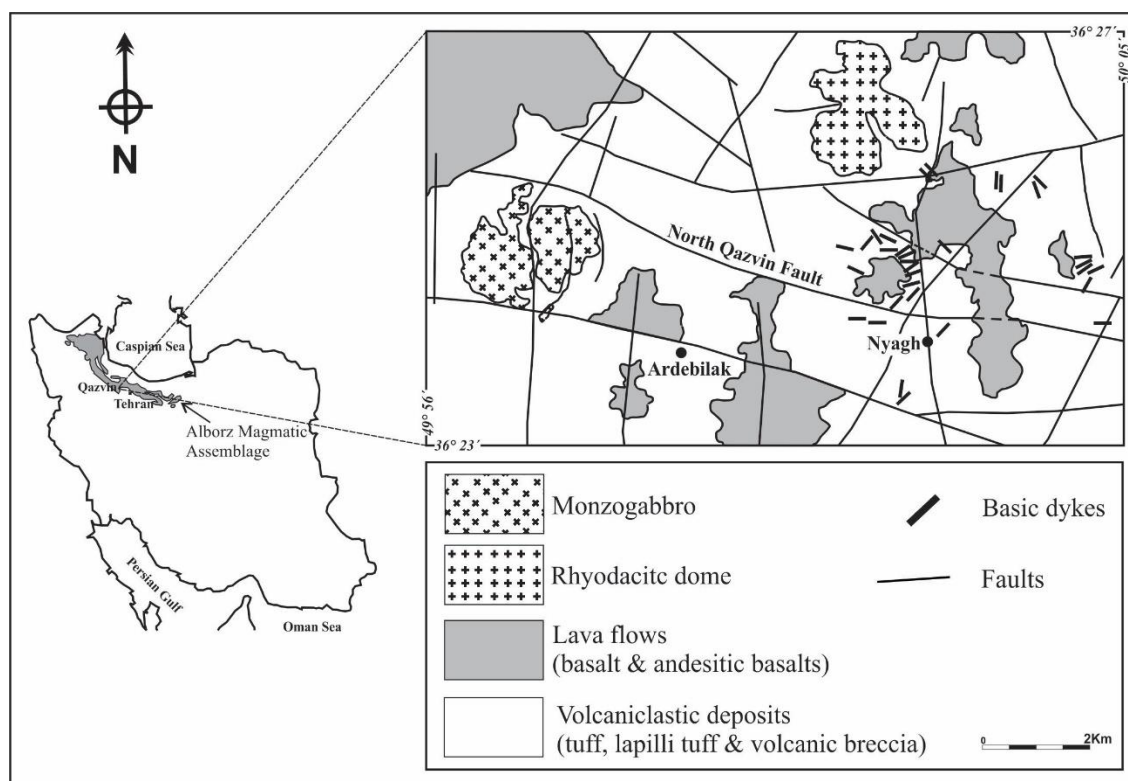 N
Caspian Sea
Qazvin
Tehran
Alborz Magmatic
Assemblage
Persian Gulf
Oman Sea
36° 27´
50° 05´
North Qazvin Fault
Ardebilak
Nyagh
49° 56´
36° 23´
Monzogabbro
Rhyodacitc dome
Lava flows
(basalt & andesitic basalts)
Volcaniclastic deposits
(tuff, lapilli tuff & volcanic breccia)
Basic dykes
Faults
0 2Km